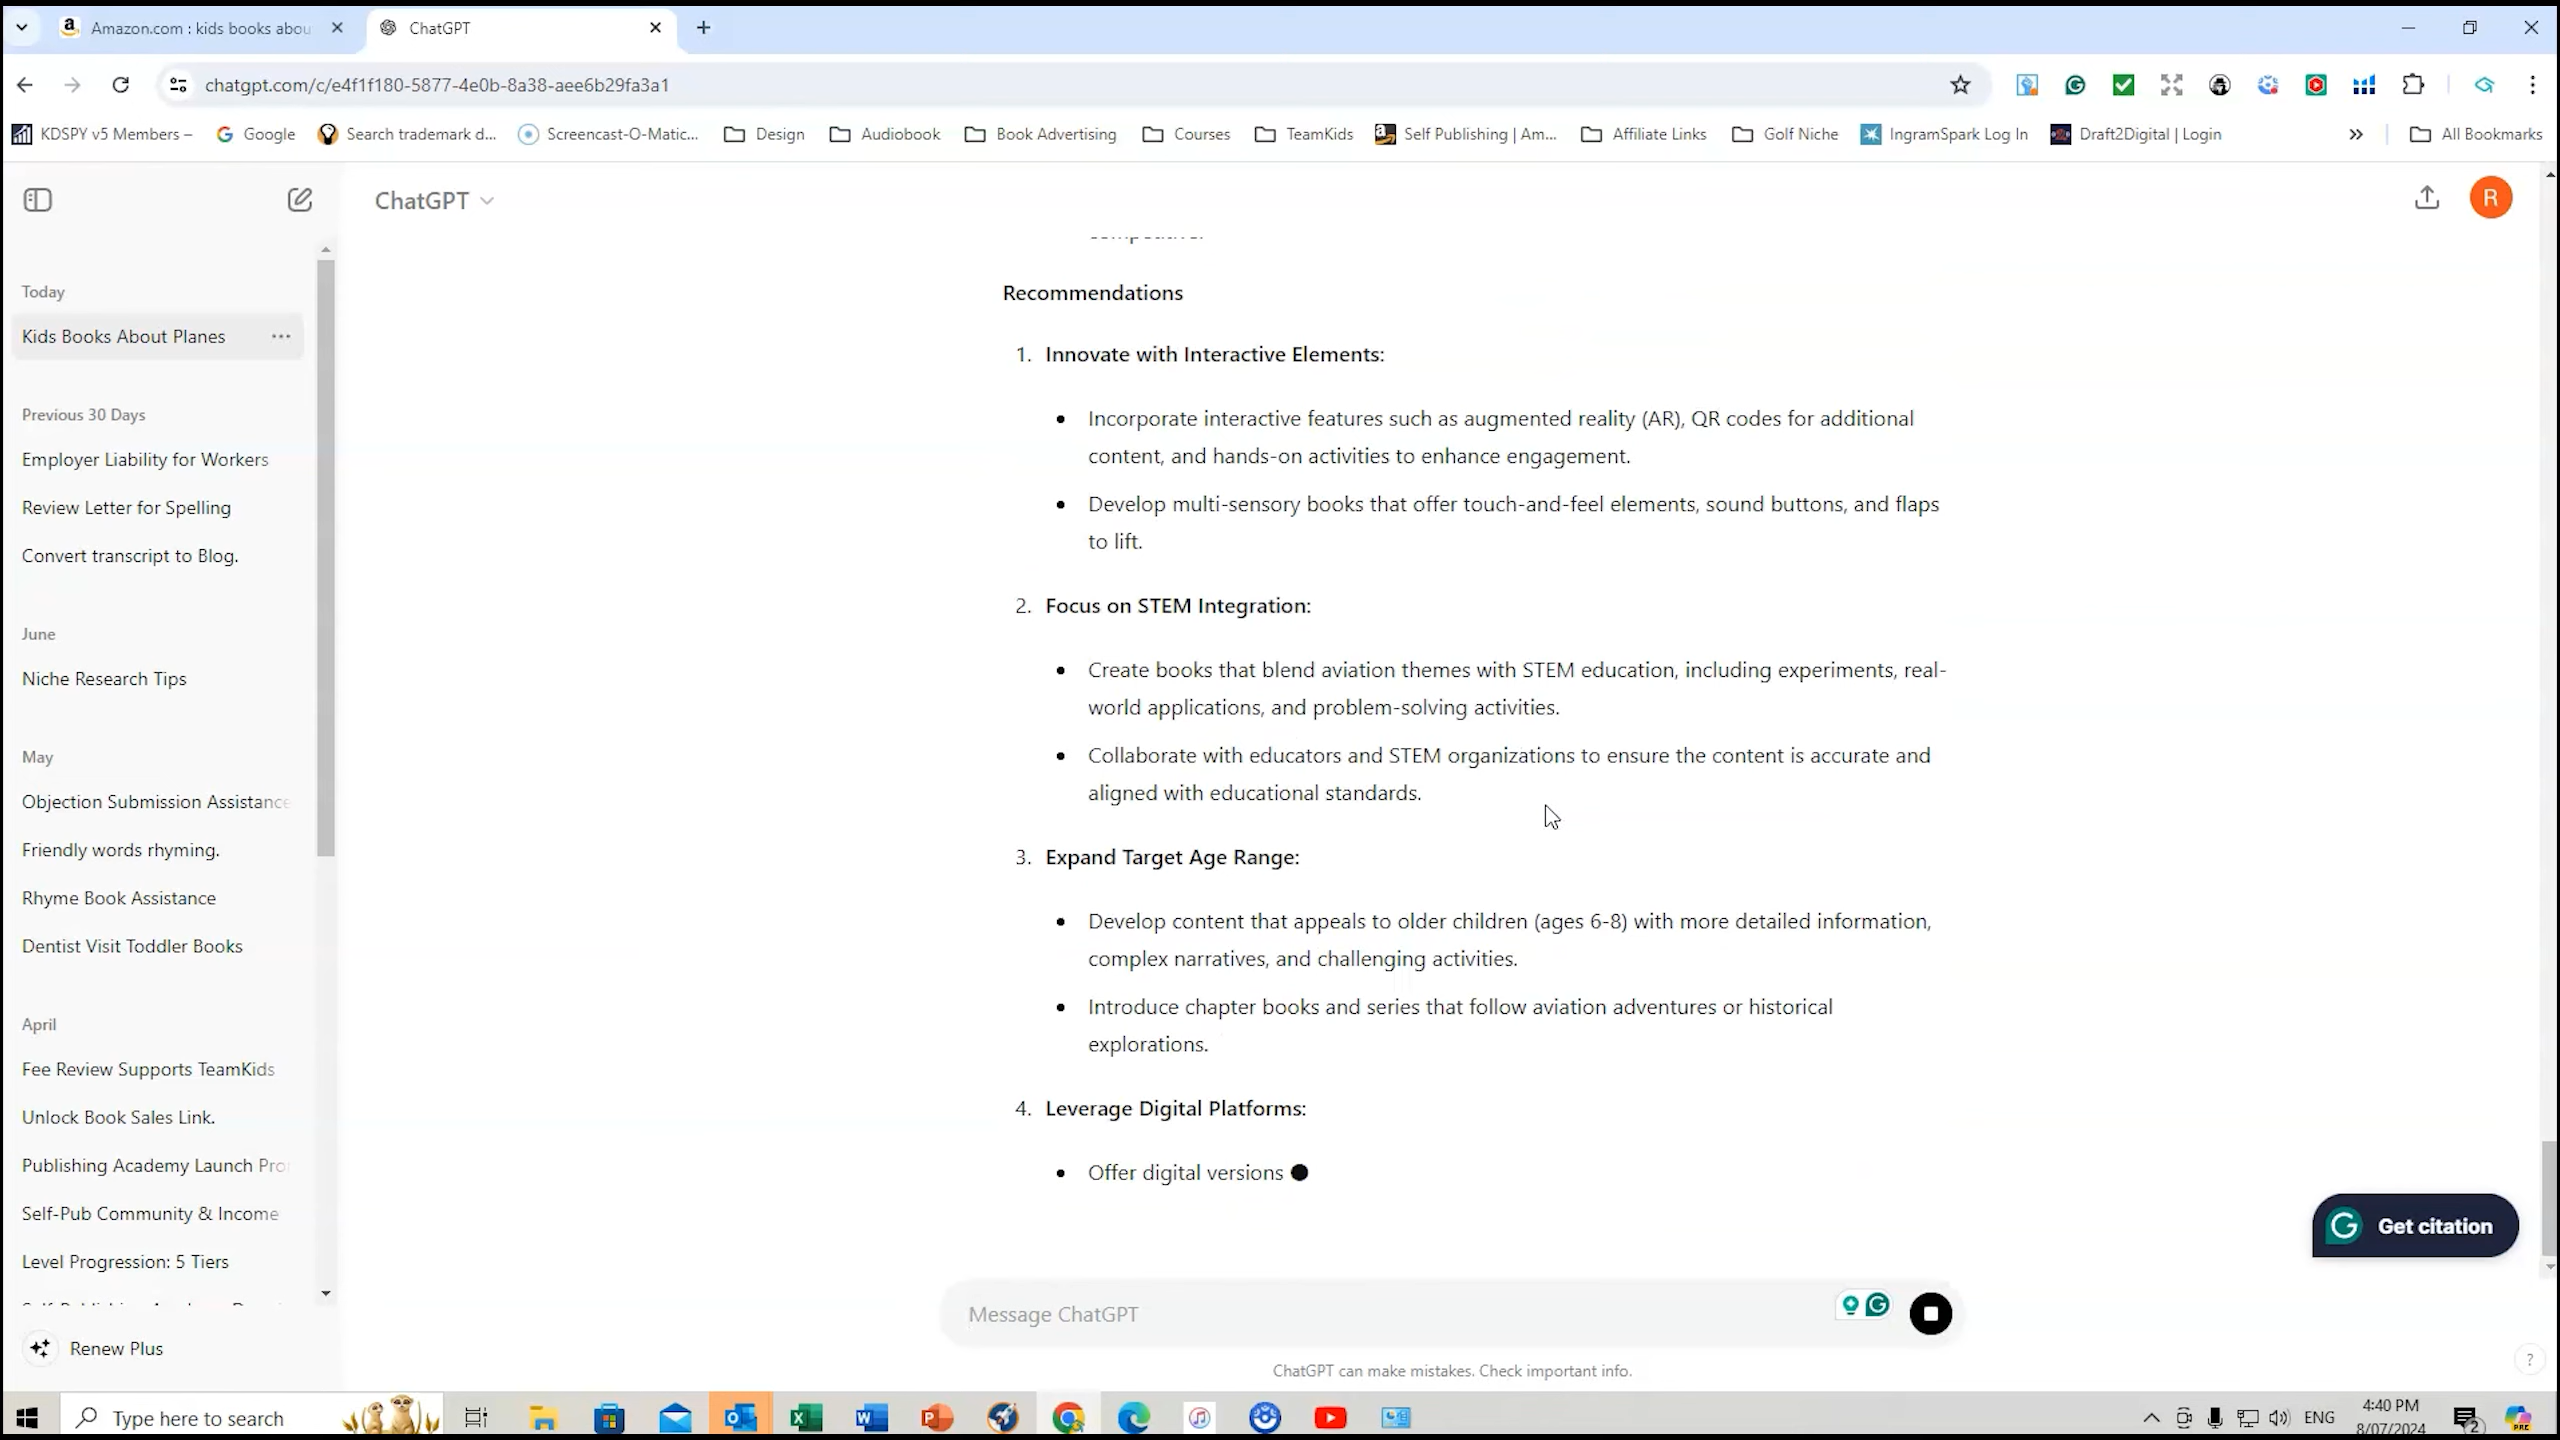 Amazon.com : kids books abou
ChatGPT
chatgpt.com/c/e4f1f180-5877-4e0b-8a38-aee6b29fa3a1
KDSPY v5 Members –
Google
Search trademark d...
Screencast-O-Matic...
Design
Audiobook
Book Advertising
Courses
TeamKids
Self Publishing | Am...
Affiliate Links
Golf Niche
IngramSpark Log In
Draft2Digital | Login
All Bookmarks
ChatGPT
R
Today
Kids Books About Planes
Previous 30 Days
Employer Liability for Workers
Review Letter for Spelling
Convert transcript to Blog.
June
Niche Research Tips
May
Objection Submission Assistance
Friendly words rhyming.
Rhyme Book Assistance
Dentist Visit Toddler Books
April
Fee Review Supports TeamKids
Unlock Book Sales Link.
Publishing Academy Launch Pro
Self-Pub Community & Income
Level Progression: 5 Tiers
Renew Plus
Recommendations
1. Innovate with Interactive Elements:
• Incorporate interactive features such as augmented reality (AR), QR codes for additional
content, and hands-on activities to enhance engagement.
• Develop multi-sensory books that offer touch-and-feel elements, sound buttons, and flaps
to lift.
2. Focus on STEM Integration:
• Create books that blend aviation themes with STEM education, including experiments, real-
world applications, and problem-solving activities.
• Collaborate with educators and STEM organizations to ensure the content is accurate and
aligned with educational standards.
3. Expand Target Age Range:
• Develop content that appeals to older children (ages 6-8) with more detailed information,
complex narratives, and challenging activities.
• Introduce chapter books and series that follow aviation adventures or historical
explorations.
4. Leverage Digital Platforms:
• Offer digital versions
Get citation
Message ChatGPT
ChatGPT can make mistakes. Check important info.
?
Type here to search
ENG
4:40 PM
8/07/2024
2